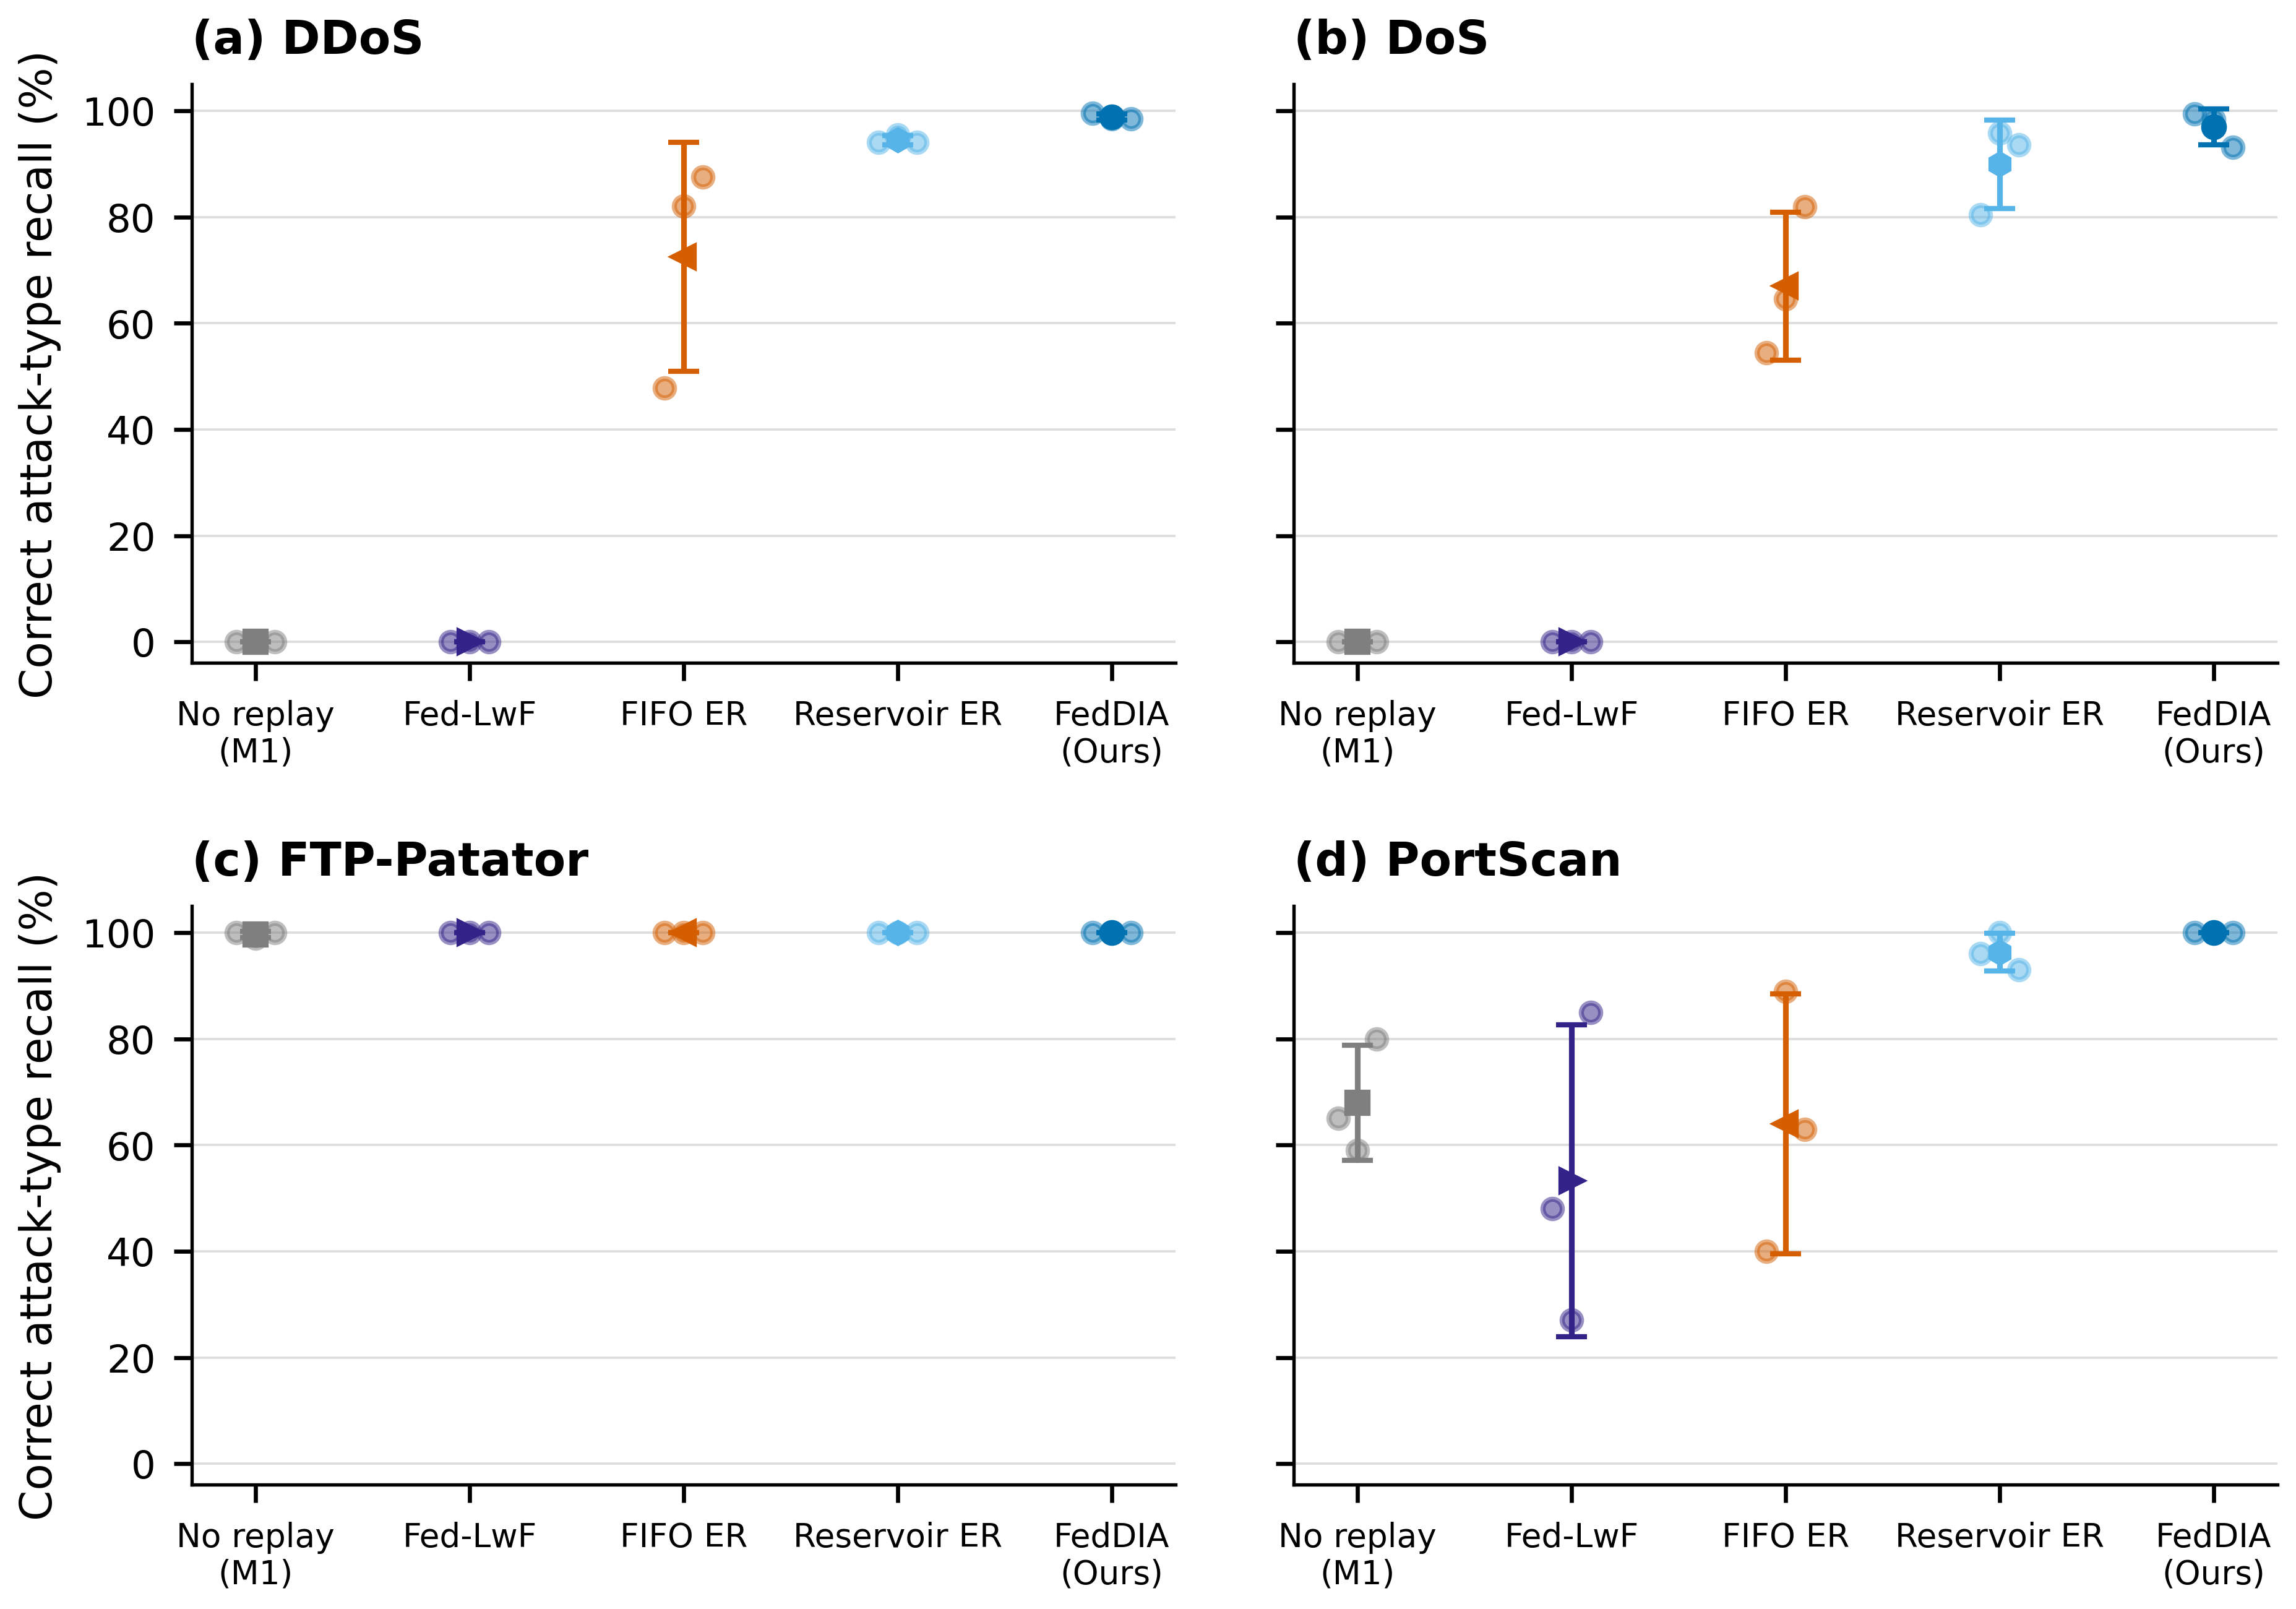 (a) DDoS
Correct attack-type recall (%)
100
80
60
40
20
0
No replay
(M1)
Fed-LwF
FIFO ER
Reservoir ER
FedDIA
(Ours)
(b) DoS
No replay
(M1)
Fed-LwF
FIFO ER
Reservoir ER
FedDIA
(Ours)
(c) FTP-Patator
Correct attack-type recall (%)
100
80
60
40
20
0
No replay
(M1)
Fed-LwF
FIFO ER
Reservoir ER
FedDIA
(Ours)
(d) PortScan
No replay
(M1)
Fed-LwF
FIFO ER
Reservoir ER
FedDIA
(Ours)